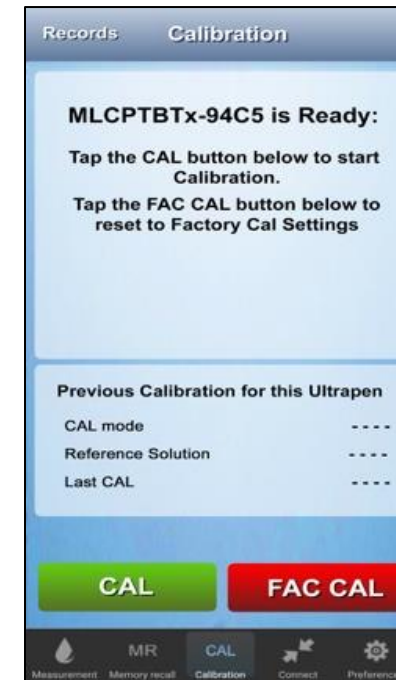 Records Calibration
MLCPTBTx-94C5 is Ready:
Tap the CAL button below to start
Calibration.
Tap the FAC CAL button below to
reset to Factory Cal Settings
Previous Calibration for this Ultrapen
CAL mode ----
Reference Solution ----
Last CAL ----
CAL FAC CAL
MR CAL
Measurement Memory recall Calibration Connect Preference